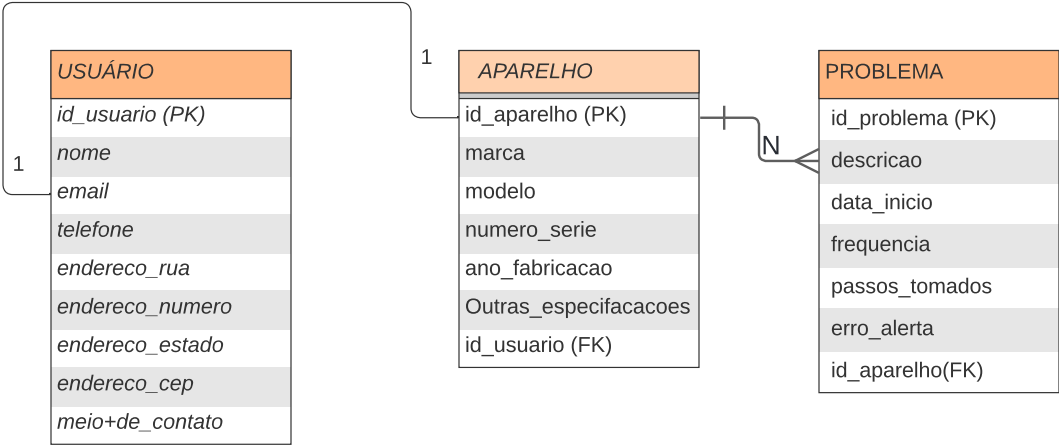 1
USUÁRIO
id_usuario (PK)
nome
email
telefone
endereco_rua
endereco_numero
endereco_estado
endereco_cep
meio+de_contato
1
APARELHO
id_aparelho (PK)
marca
modelo
numero_serie
ano_fabricacao
Outras_especifacacoes
id_usuario (FK)
N
PROBLEMA
id_problema (PK)
descricao
data_inicio
frequencia
passos_tomados
erro_alerta
id_aparelho(FK)